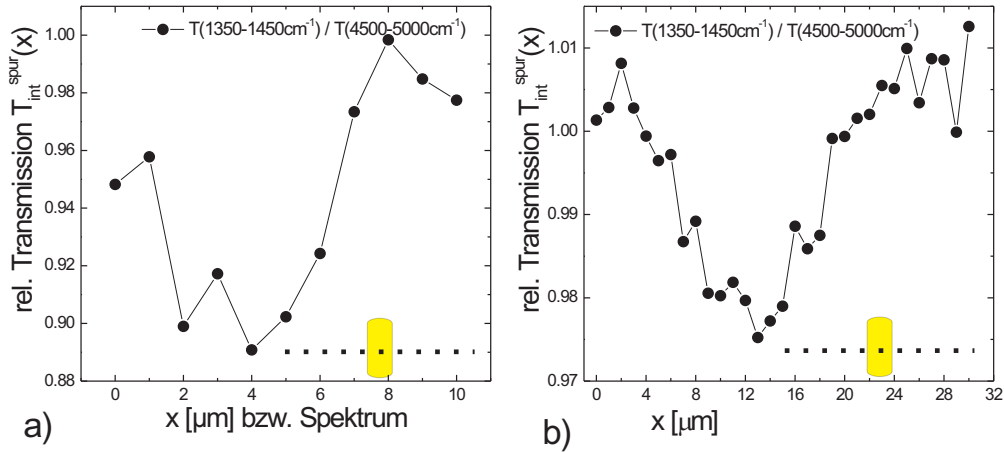 T(1350-1450cm⁻¹) / T(4500-5000cm⁻¹)
rel. Transmission T_int^spur(x)
1.00
0.98
0.96
0.94
0.92
0.90
0.88
0 2 4 6 8 10
x [µm] bzw. Spektrum
a)
T(1350-1450cm⁻¹) / T(4500-5000cm⁻¹)
rel. Transmission T_int^spur(x)
1.01
1.00
0.99
0.98
0.97
0 4 8 12 16 20 24 28 32
x [µm]
b)